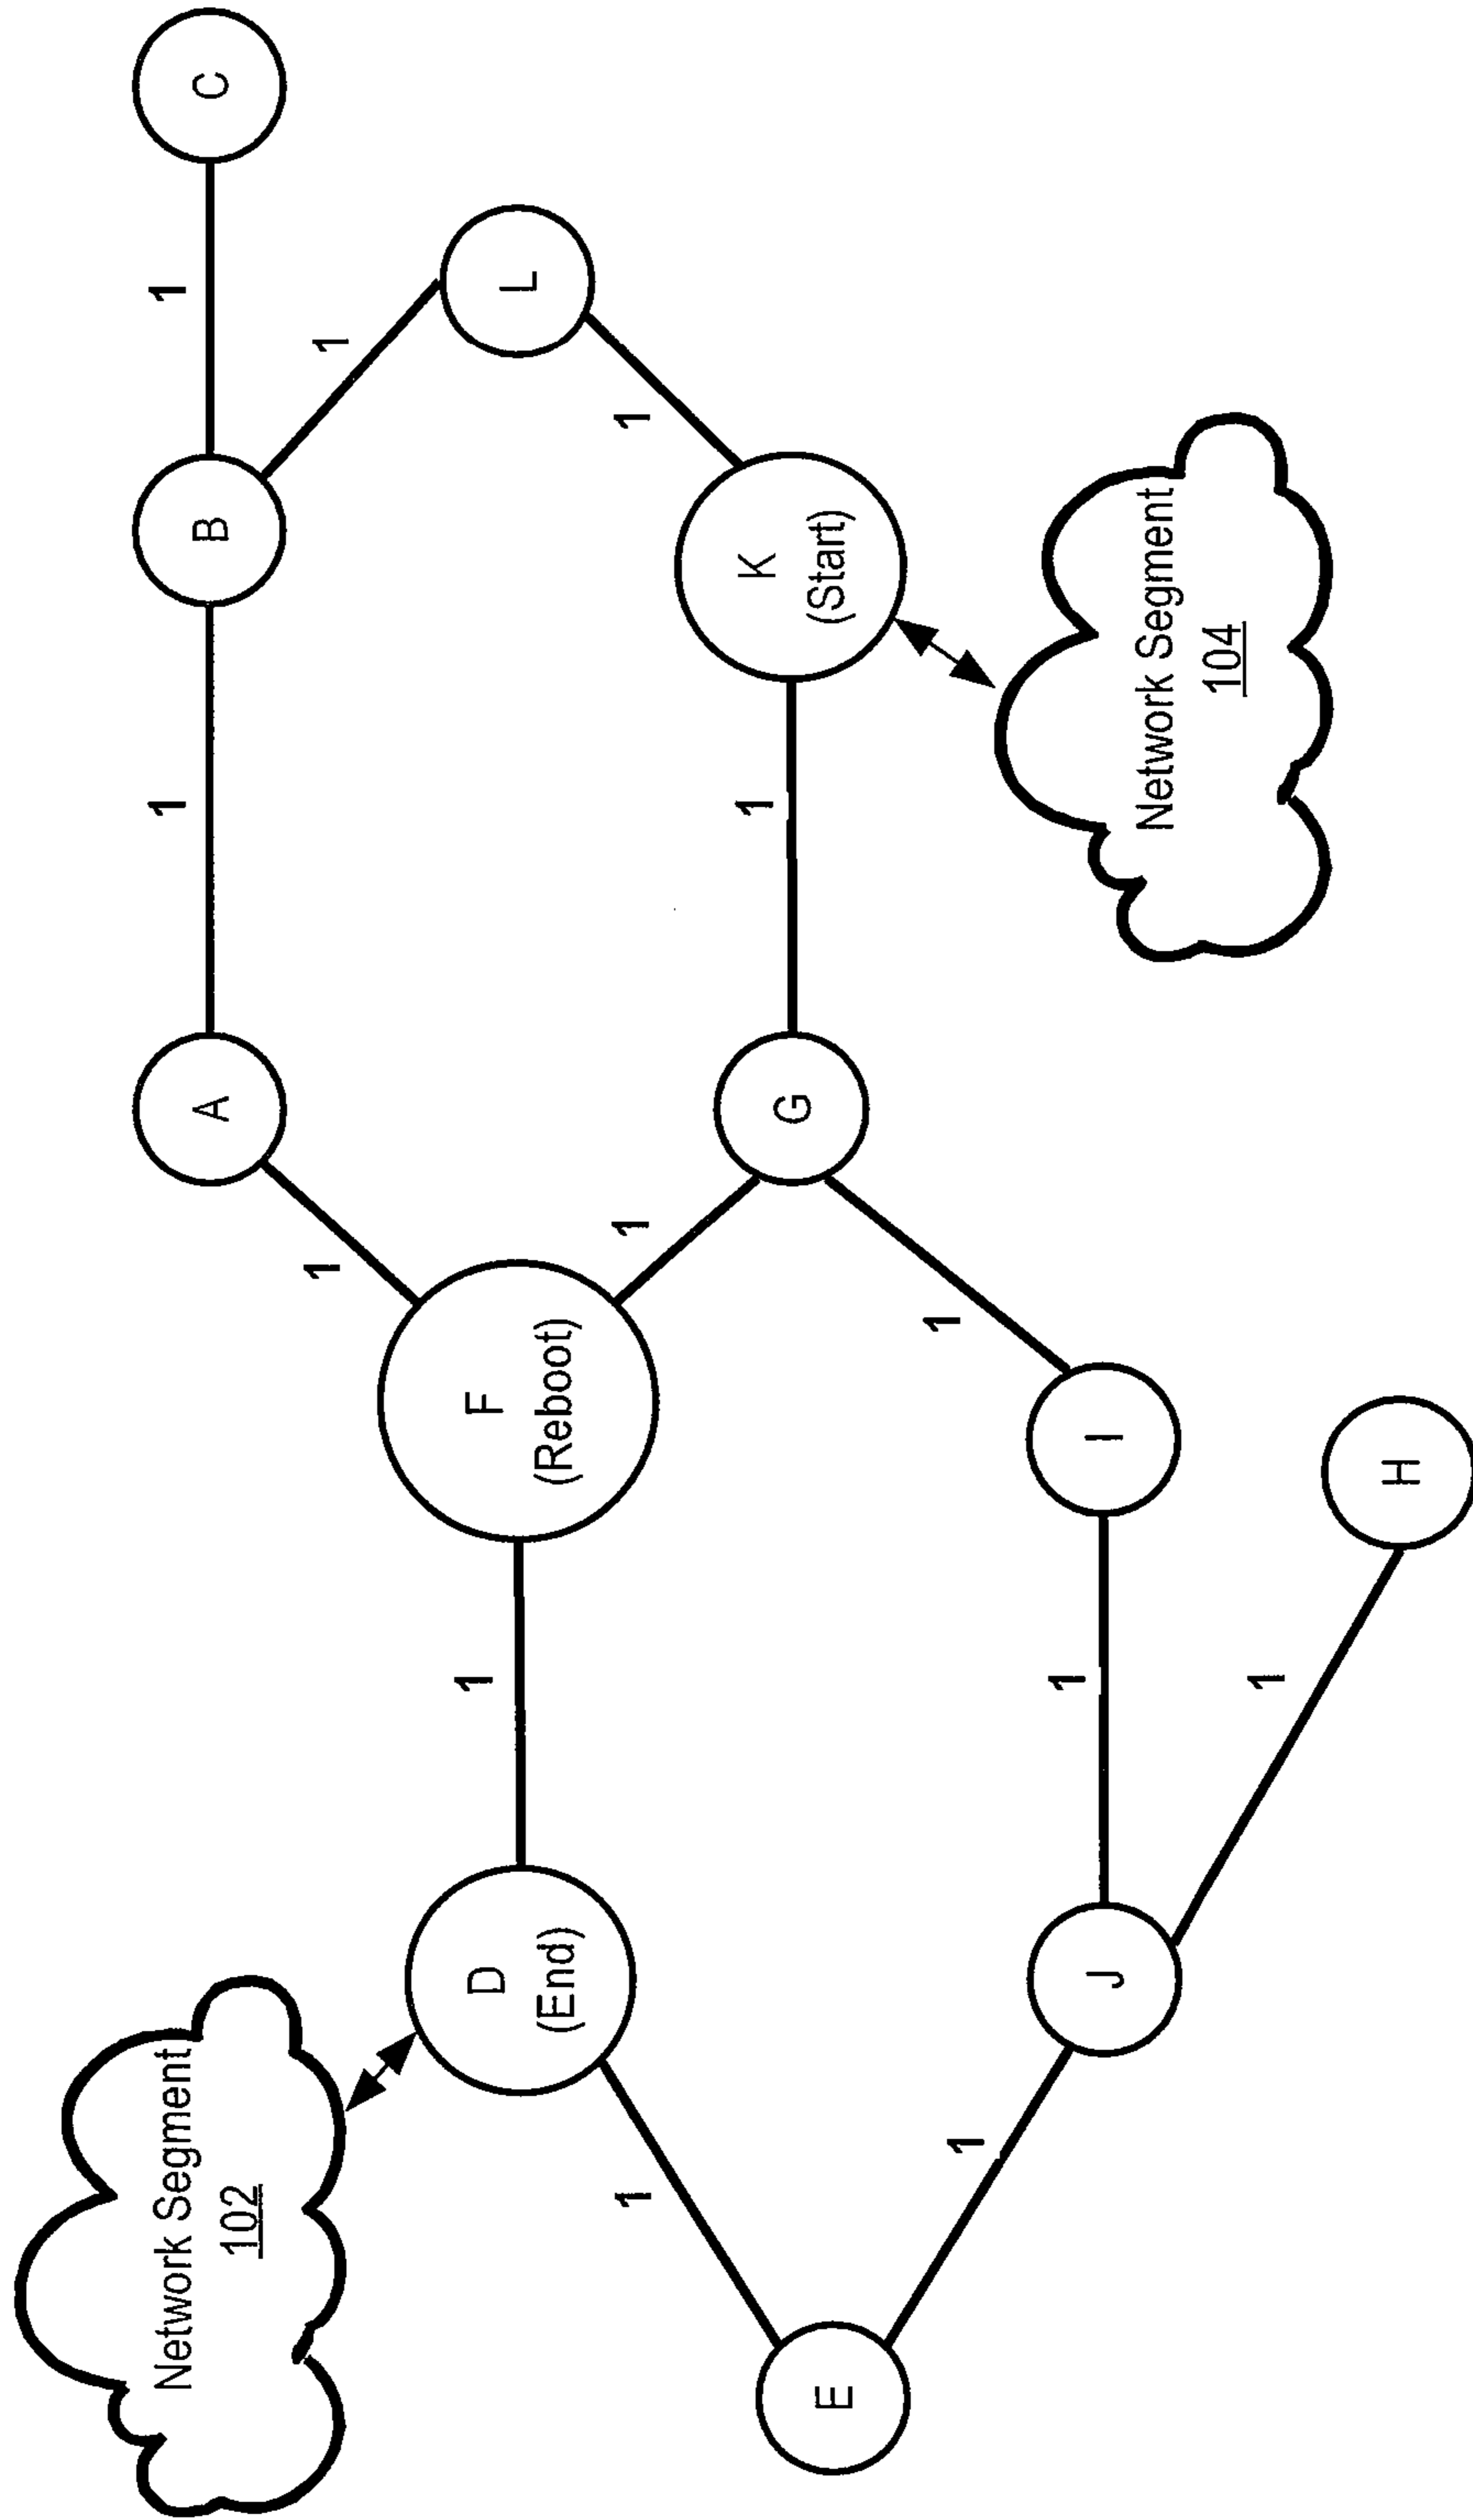 Network Segment
102
D
(End)
1
F
(Reboot)
1
A
1
B
1
C
1
L
1
K
(Start)
1
G
1
1
E
1
J
1
I
1
H
1
Network Segment
104